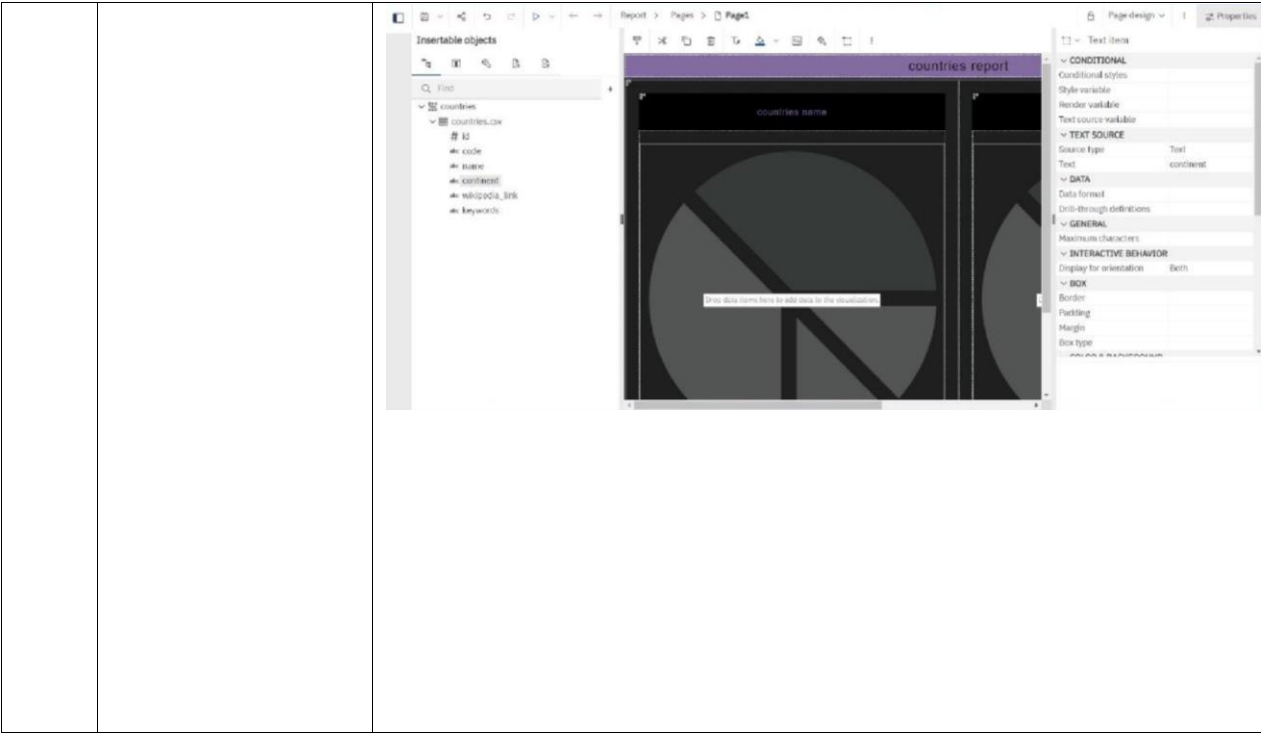 Report > Pages > Page1
Page design
Properties
Insertable objects
Find
countries
countries.csv
id
code
name
continent
wikipedia_link
keywords
countries report
countries name
Drag data items here to add data to the visualization.
Text item
CONDITIONAL
Conditional styles
Style variable
Render variable
Text source variable
TEXT SOURCE
Source type Text
Text continent
DATA
Data format
Drill-through definitions
GENERAL
Maximum characters
INTERACTIVE BEHAVIOR
Display for orientation Both
BOX
Border
Padding
Margin
Box type
COLOR & BACKGROUND